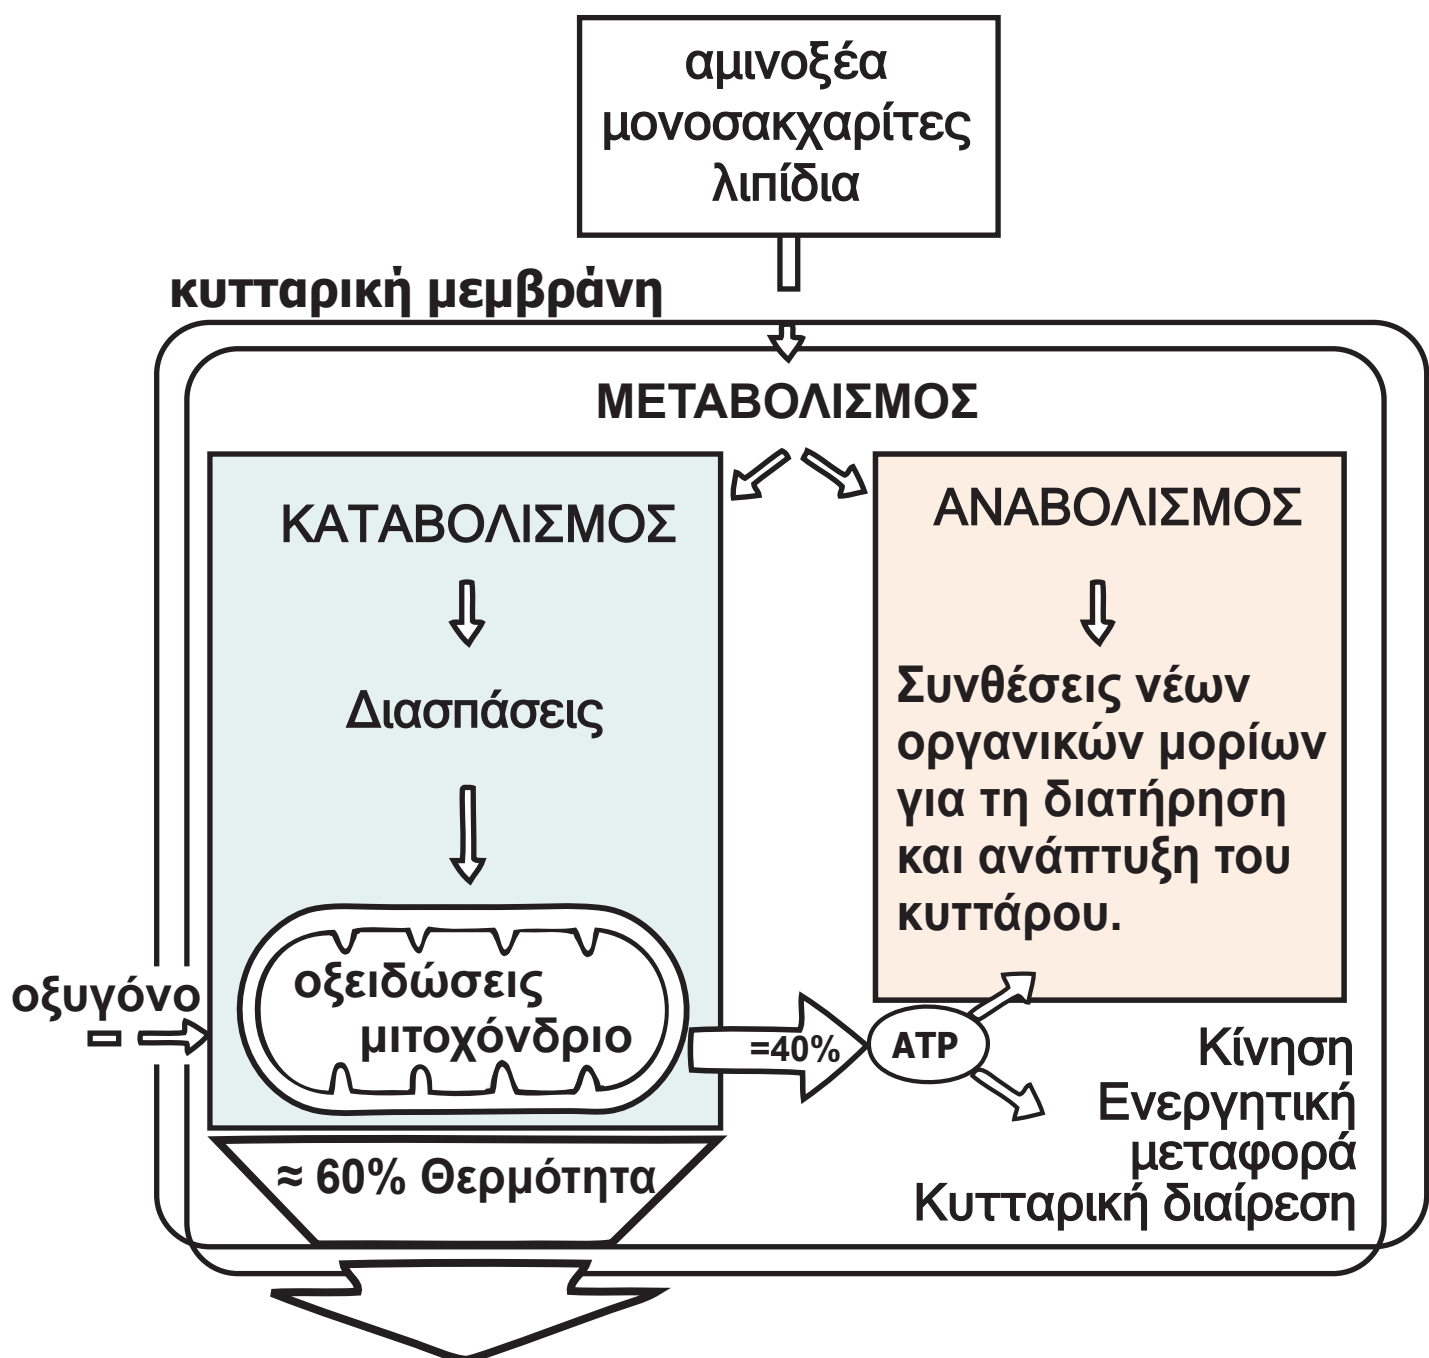 αμινοξέα
μονοσακχαρίτες
λιπίδια
κυτταρική μεμβράνη
ΜΕΤΑΒΟΛΙΣΜΟΣ
ΚΑΤΑΒΟΛΙΣΜΟΣ
Διασπάσεις
οξειδώσεις
μιτοχόνδριο
οξυγόνο
≈ 60% Θερμότητα
=40%
ATP
ΑΝΑΒΟΛΙΣΜΟΣ
Συνθέσεις νέων
οργανικών μορίων
για τη διατήρηση
και ανάπτυξη του
κυττάρου.
Κίνηση
Ενεργητική
μεταφορά
Κυτταρική διαίρεση